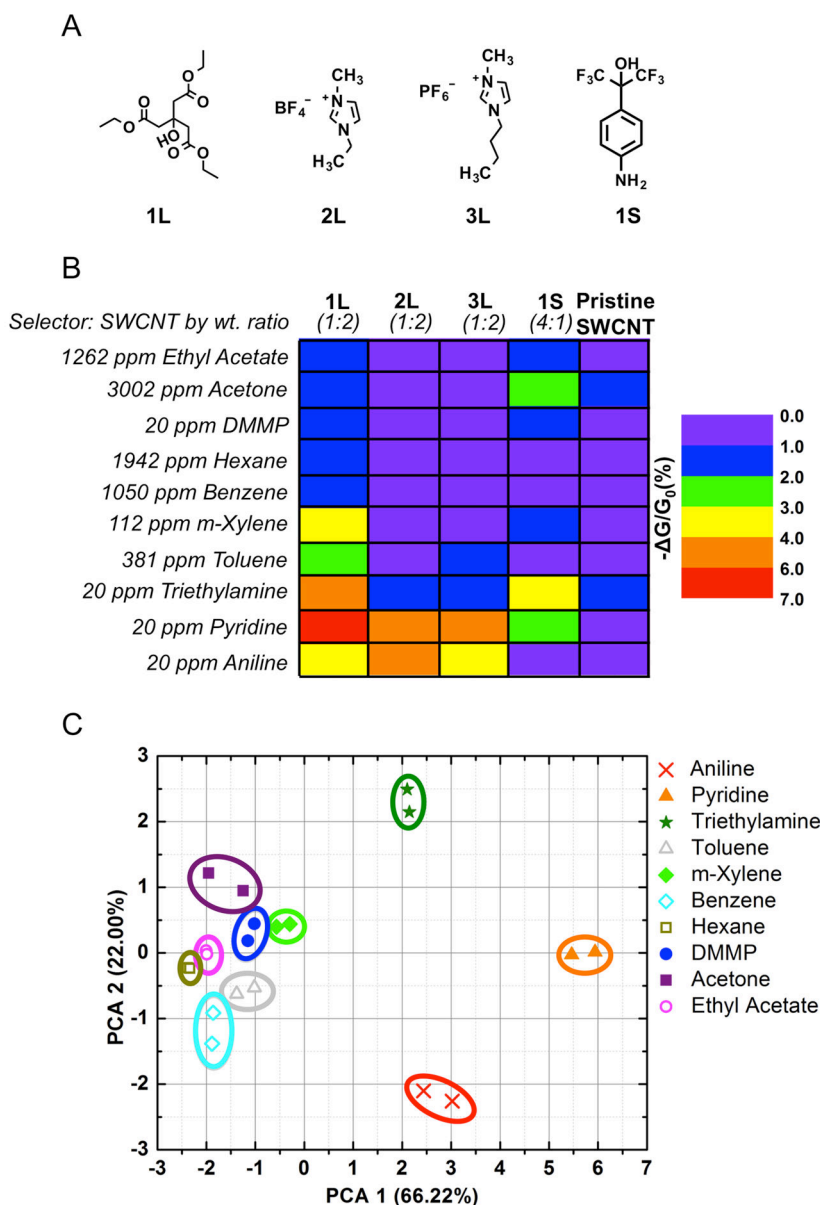 A
O
O
O
O
HO
O
O
1L
CH₃
N
+
BF₄⁻
N
H₃C
2L
CH₃
PF₆⁻
N
+
N
H₃C
3L
OH
F₃C CF₃
NH₂
1S
B
1L 2L 3L 1S Pristine
Selector: SWCNT by wt. ratio (1:2) (1:2) (1:2) (4:1) SWCNT
1262 ppm Ethyl Acetate
3002 ppm Acetone
20 ppm DMMP
1942 ppm Hexane
1050 ppm Benzene
112 ppm m-Xylene
381 ppm Toluene
20 ppm Triethylamine
20 ppm Pyridine
20 ppm Aniline
-ΔG/G₀(%)
0.0
1.0
2.0
3.0
4.0
6.0
7.0
C
PCA 2 (22.00%)
3
2
1
0
-1
-2
-3
-3 -2 -1 0 1 2 3 4 5 6 7
PCA 1 (66.22%)
Aniline
Pyridine
Triethylamine
Toluene
m-Xylene
Benzene
Hexane
DMMP
Acetone
Ethyl Acetate